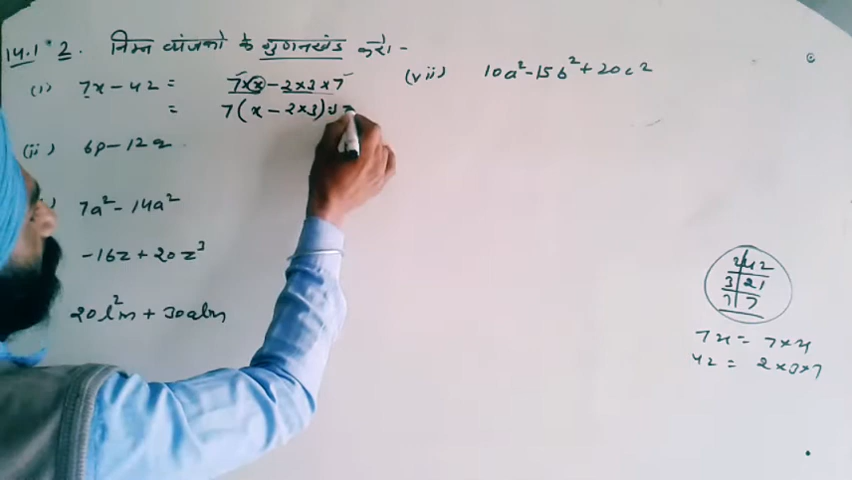 14.1 2. निम्न व्यंजको के गुणनखंड करो -
(i) 7x - 42 = 7×x - 2×3×7
= 7(x - 2×3)
(ii) 6p - 12q
7a² - 14a²
-16z + 20z³
20l²m + 30alm
(vii) 10a² - 15b² + 20c²
2 42
3 21
7 7
7x = 7×x
42 = 2×3×7